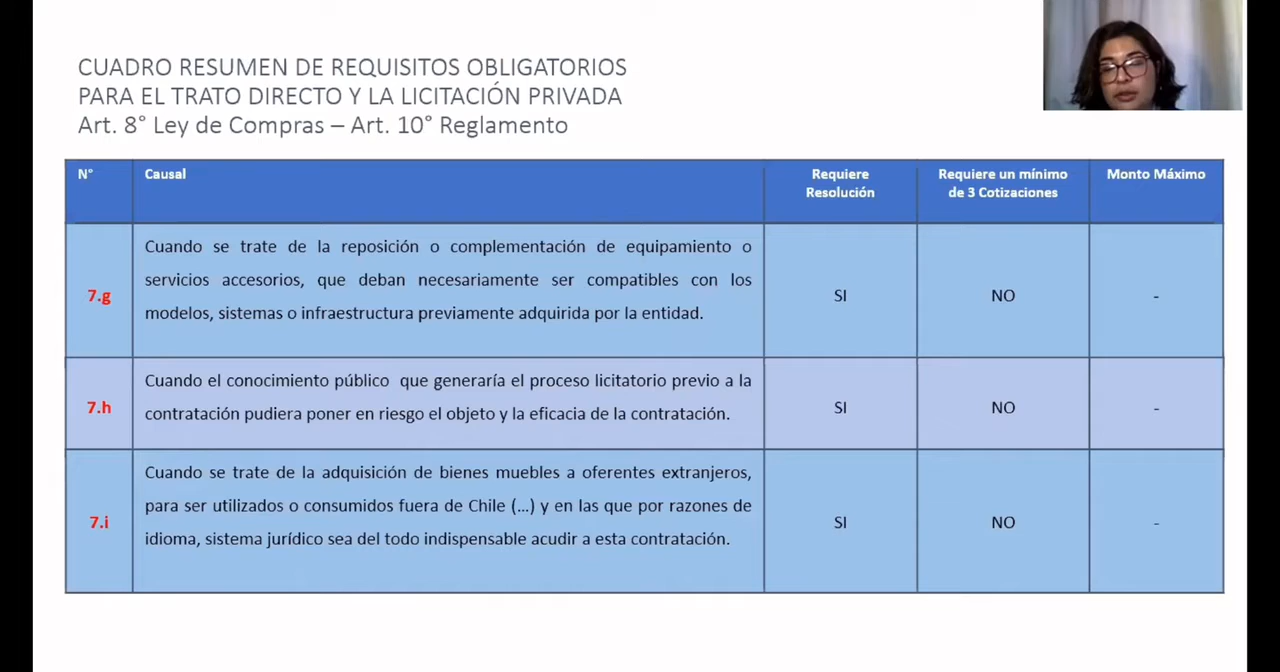 CUADRO RESUMEN DE REQUISITOS OBLIGATORIOS
PARA EL TRATO DIRECTO Y LA LICITACIÓN PRIVADA
Art. 8° Ley de Compras – Art. 10° Reglamento
N°
Causal
Requiere
Resolución
Requiere un mínimo
de 3 Cotizaciones
Monto Máximo
7.g
Cuando se trate de la reposición o complementación de equipamiento o
servicios accesorios, que deban necesariamente ser compatibles con los
modelos, sistemas o infraestructura previamente adquirida por la entidad.
SI
NO
-
7.h
Cuando el conocimiento público que generaría el proceso licitatorio previo a la
contratación pudiera poner en riesgo el objeto y la eficacia de la contratación.
SI
NO
-
7.i
Cuando se trate de la adquisición de bienes muebles a oferentes extranjeros,
para ser utilizados o consumidos fuera de Chile (…) y en las que por razones de
idioma, sistema jurídico sea del todo indispensable acudir a esta contratación.
SI
NO
-